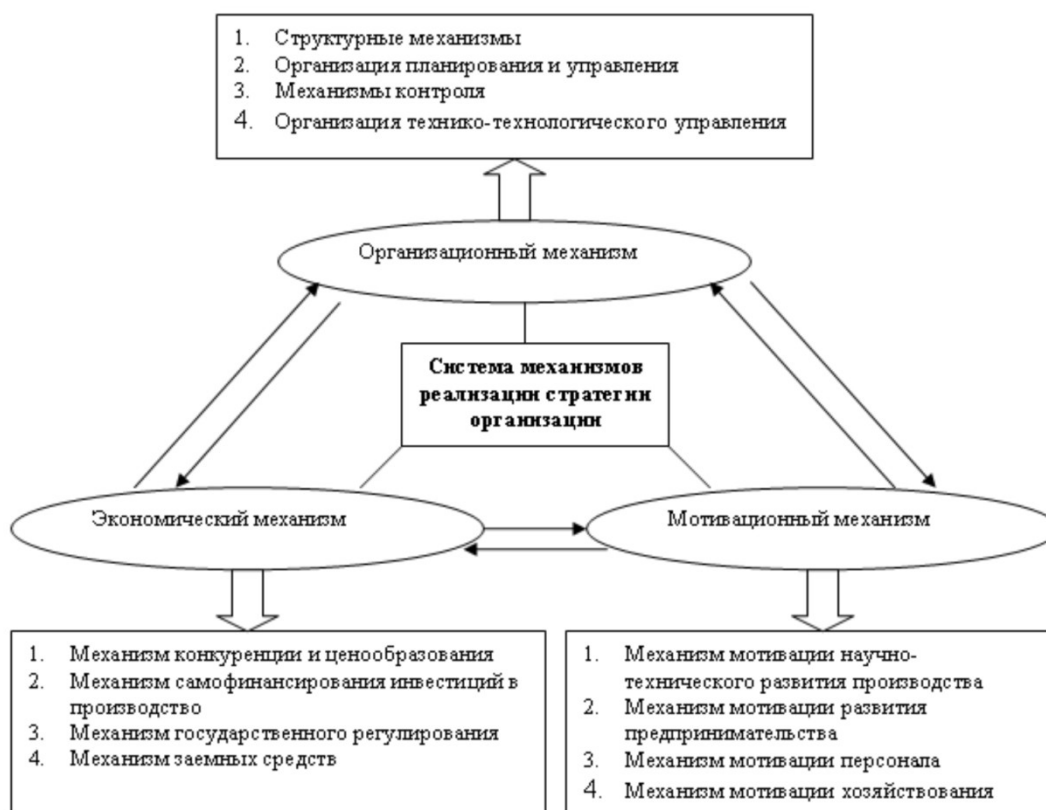 1. Структурные механизмы
2. Организация планирования и управления
3. Механизмы контроля
4. Организация технико-технологического управления
Организационный механизм
Система механизмов
реализации стратегии
организации
Экономический механизм
Мотивационный механизм
1. Механизм конкуренции и ценообразования
2. Механизм самофинансирования инвестиций в
производство
3. Механизм государственного регулирования
4. Механизм заемных средств
1. Механизм мотивации научно-
технического развития производства
2. Механизм мотивации развития
предпринимательства
3. Механизм мотивации персонала
4. Механизм мотивации хозяйствования